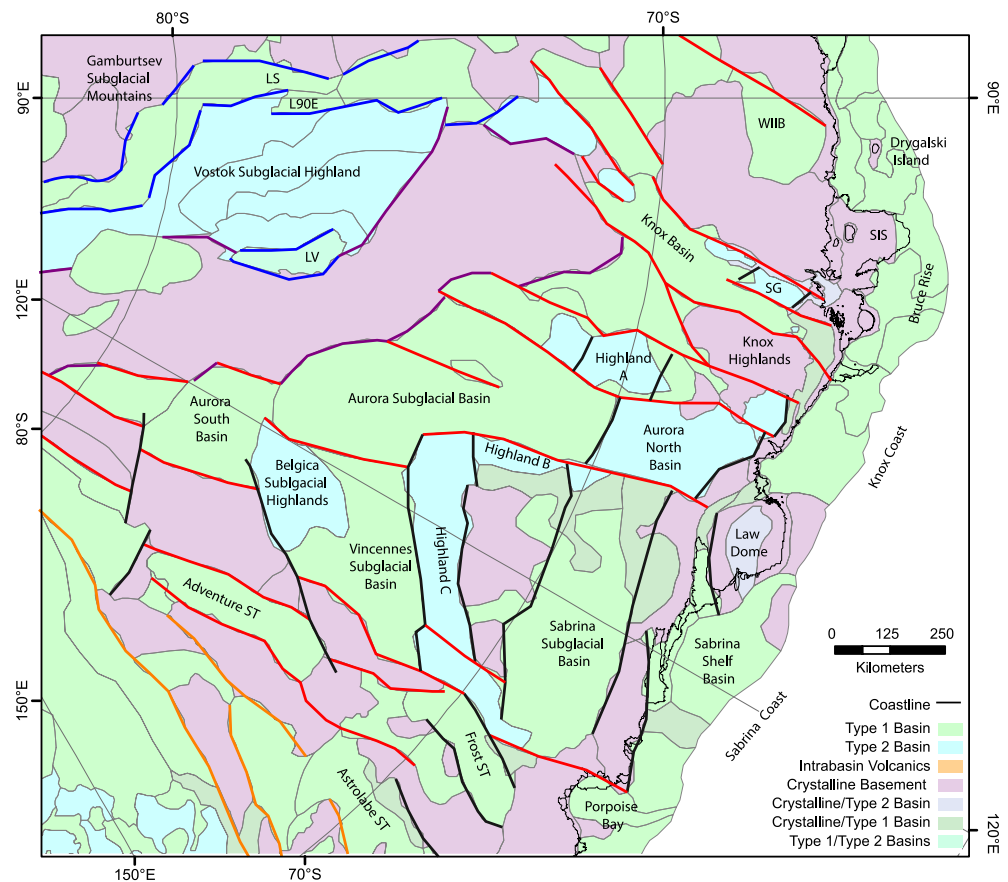 80°S
70°S
Gamburtsev
Subglacial
Mountains
LS
L90E
90°E
90°E
WIIB
Drygalski
Island
Vostok Subglacial Highland
Knox Basin
SIS
LV
SG
Bruce Rise
120°E
Knox
Highlands
Highland
A
Aurora
South
Basin
Aurora Subglacial Basin
80°S
Aurora
North
Basin
Knox Coast
Highland B
Belgica
Subglacial
Highlands
Highland C
Law
Dome
Vincennes
Subglacial
Basin
Adventure ST
Sabrina
Subglacial
Basin
Sabrina
Shelf
Basin
0 125 250
Kilometers
150°E
Sabrina Coast
Frost ST
Astrolabe ST
Porpoise
Bay
Coastline
Type 1 Basin
Type 2 Basin
Intrabasin Volcanics
Crystalline Basement
Crystalline/Type 2 Basin
Crystalline/Type 1 Basin
Type 1/Type 2 Basins
120°E
150°E
70°S